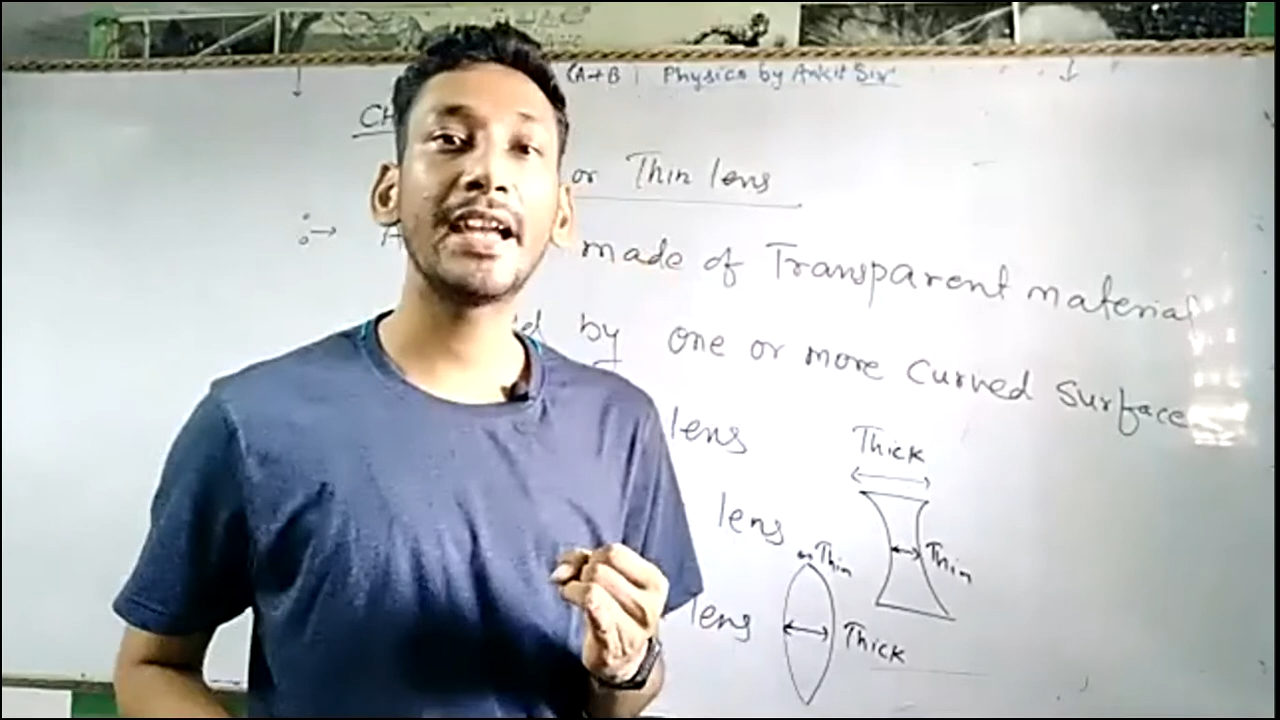 (A+B | Physics by Ankit Sir
CH
or Thin lens
made of Transparent material
by one or more Curved Surface
lens
Thick
lens
Thin
Thin
lens
Thick